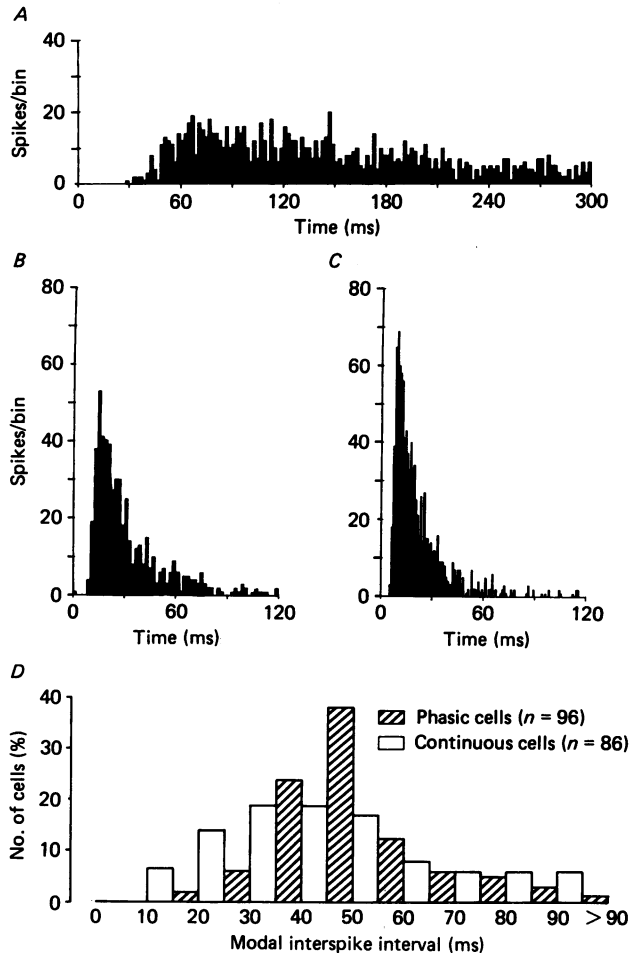 A
Spikes/bin
40
20
0
0 60 120 180 240 300
Time (ms)
B
Spikes/bin
80
60
40
20
0
0 60 120
Time (ms)
C
80
60
40
20
0
0 60 120
Time (ms)
D
No. of cells (%)
40
30
20
10
0
Phasic cells (n = 96)
Continuous cells (n = 86)
0 10 20 30 40 50 60 70 80 90 > 90
Modal interspike interval (ms)